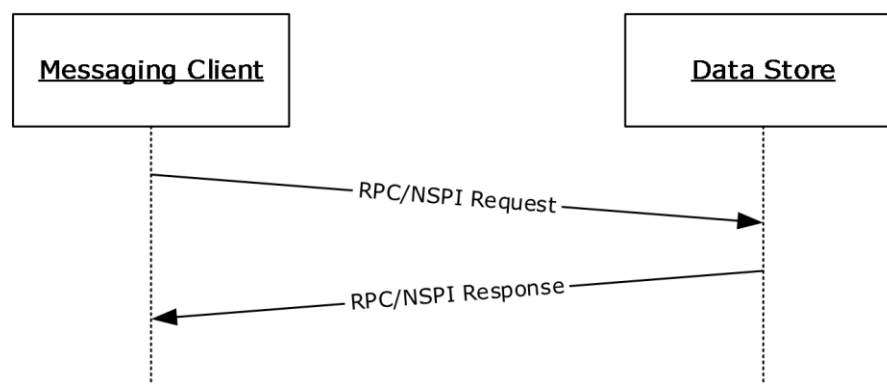 Messaging Client
Data Store
RPC/NSPI Request
RPC/NSPI Response